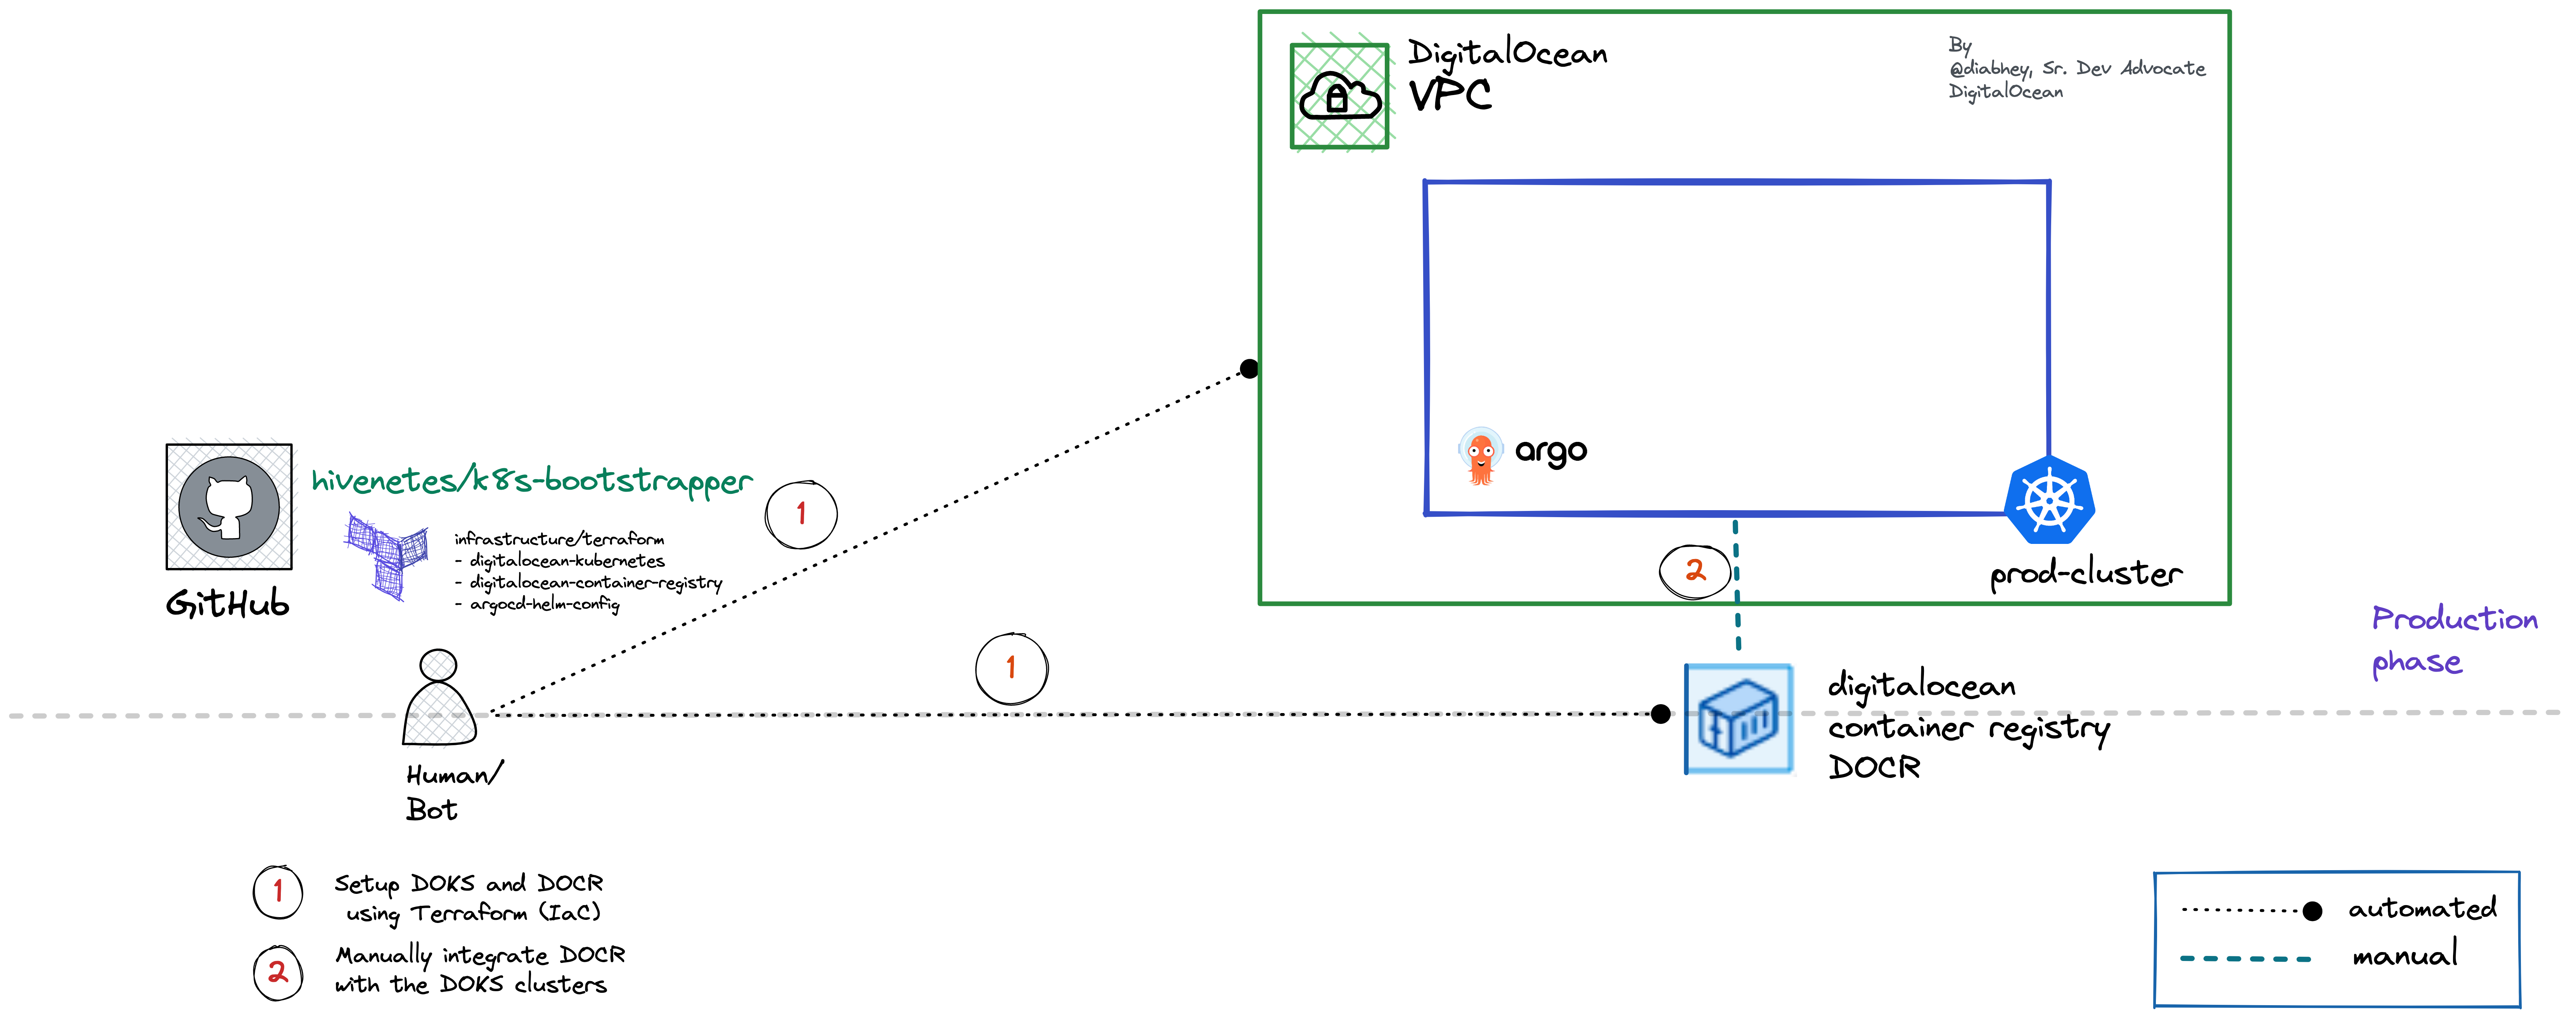 DigitalOcean
VPC
By
@diabhey, Sr. Dev Advocate
DigitalOcean
argo
prod-cluster
GitHub
hivenetes/k8s-bootstrapper
infrastructure/terraform
- digitalocean-kubernetes
- digitalocean-container-registry
- argocd-helm-config
1
1
2
Human/
Bot
digitalocean
container registry
DOCR
Production
phase
1
Setup DOKS and DOCR
using Terraform (IaC)
2
Manually integrate DOCR
with the DOKS clusters
automated
manual